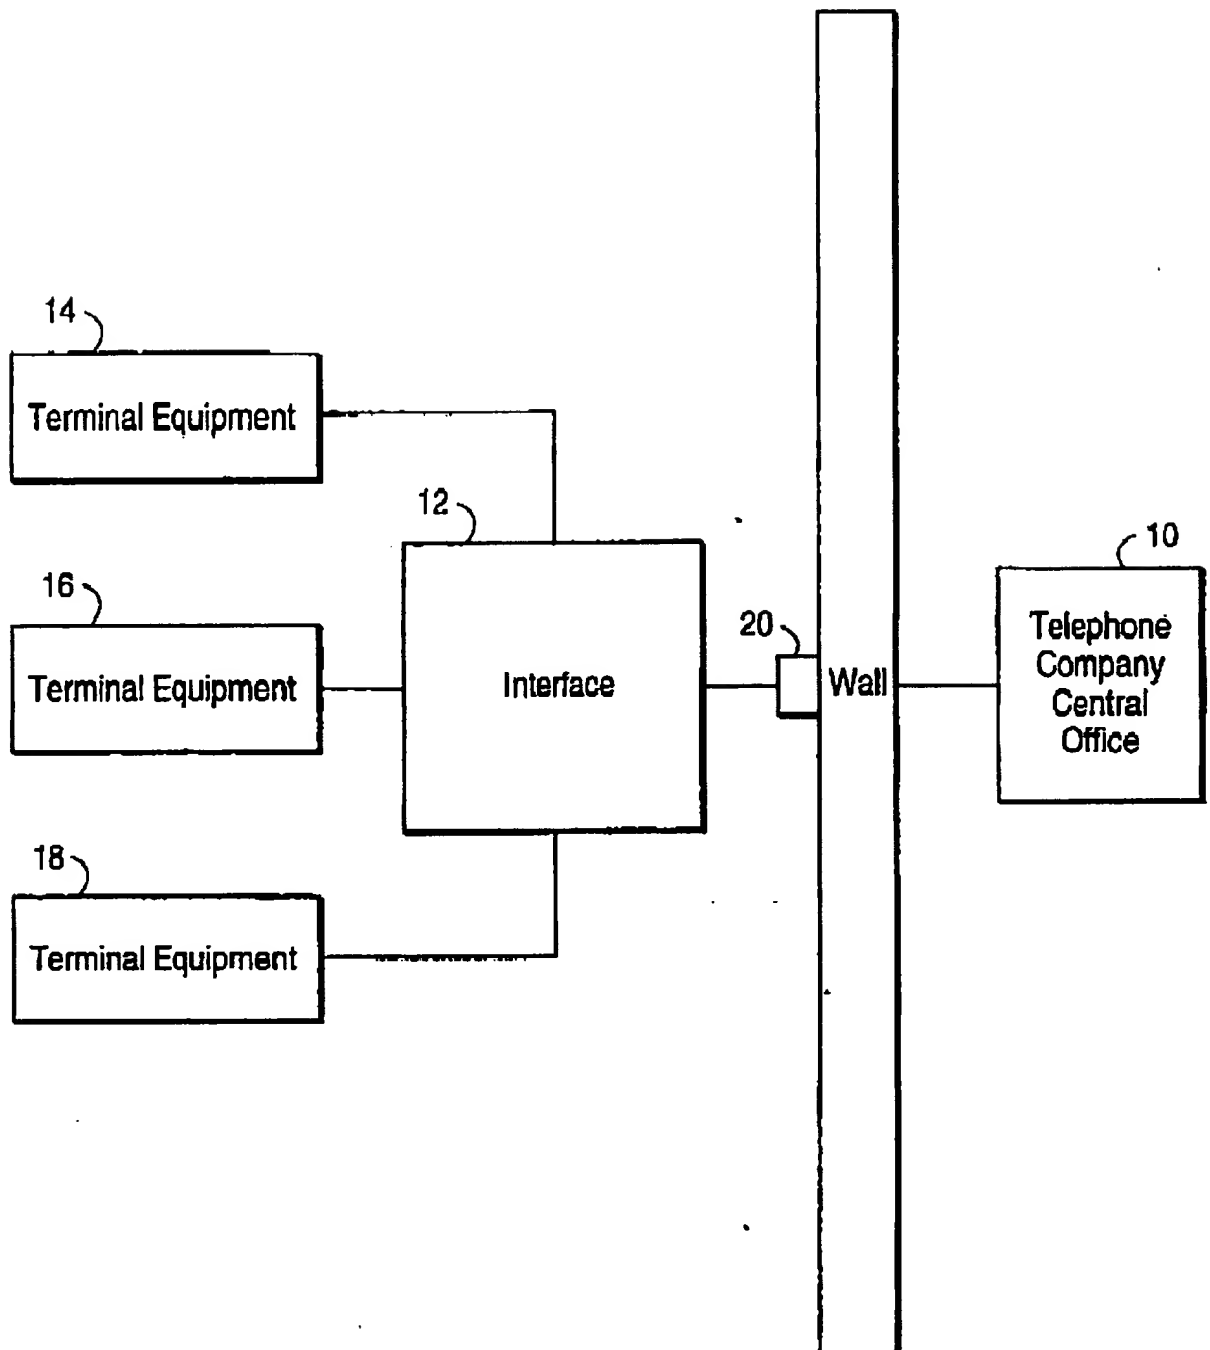 14
Terminal Equipment
12
10
16
Terminal Equipment
Interface
20
Wall
Telephone
Company
Central
Office
18
Terminal Equipment